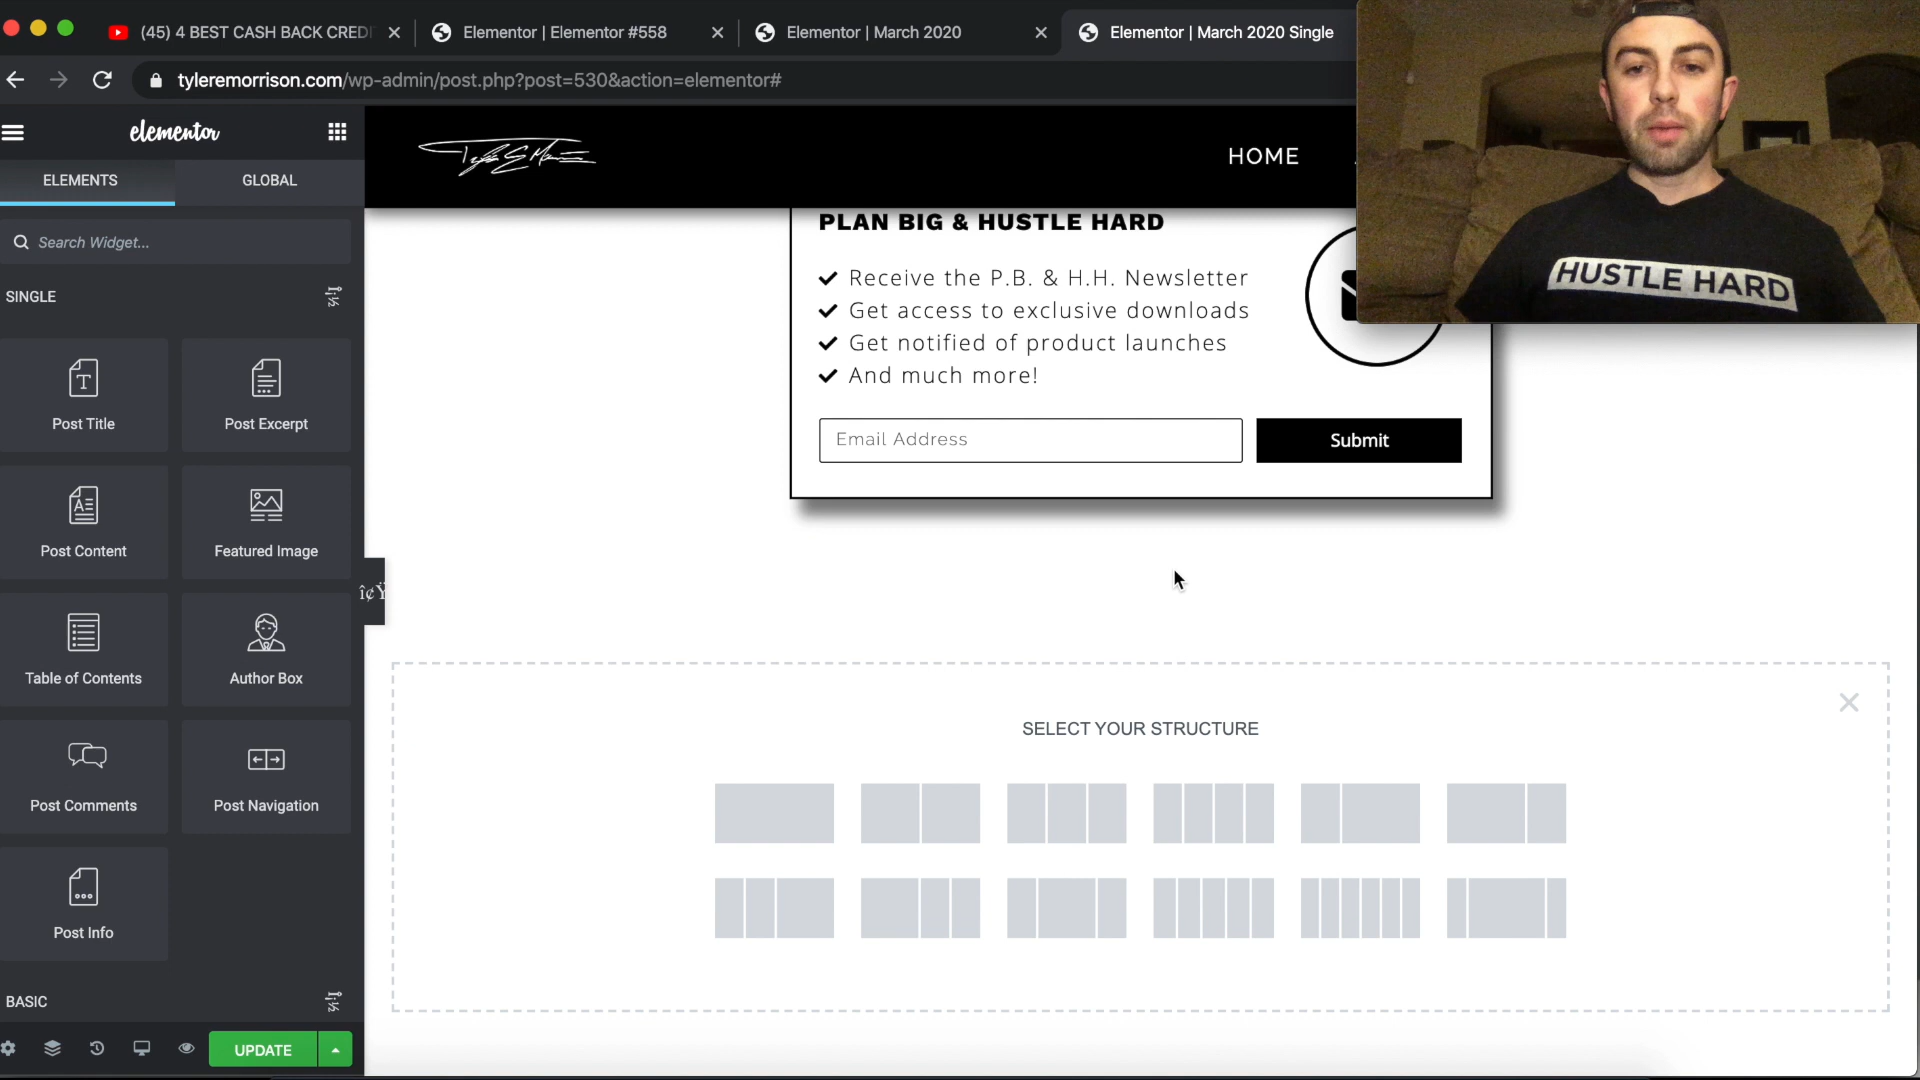 (45) 4 BEST CASH BACK CREDI
Elementor | Elementor #558
Elementor | March 2020
Elementor | March 2020 Single
tyleremorrison.com/wp-admin/post.php?post=530&action=elementor#
elementor
ELEMENTS
GLOBAL
HOME
Search Widget...
SINGLE
Post Title
Post Excerpt
Post Content
Featured Image
Table of Contents
Author Box
Post Comments
Post Navigation
Post Info
BASIC
UPDATE
PLAN BIG & HUSTLE HARD
Receive the P.B. & H.H. Newsletter
Get access to exclusive downloads
Get notified of product launches
And much more!
Email Address
Submit
HUSTLE HARD
SELECT YOUR STRUCTURE